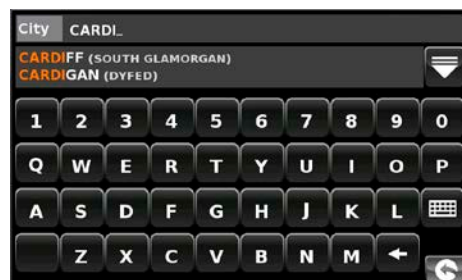 City CARDI_
CARDIFF (SOUTH GLAMORGAN)
CARDIGAN (DYFED)
1 2 3 4 5 6 7 8 9 0
Q W E R T Y U I O P
A S D F G H J K L
Z X C V B N M